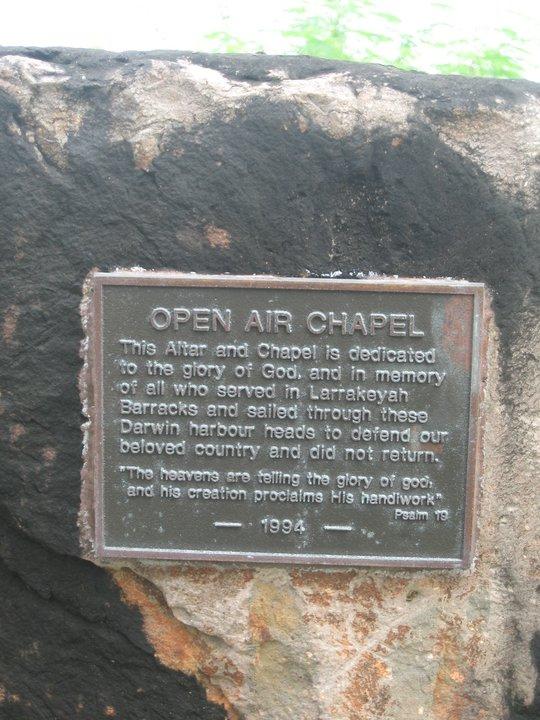 OPEN AIR CHAPEL
This Altar and Chapel is dedicated
to the glory of God, and in memory
of all who served in Larrakeyah
Barracks and sailed through these
Darwin harbour heads to defend our
beloved country and did not return.
"The heavens are telling the glory of god,
and his creation proclaims His handiwork"
Psalm 19
— 1994 —